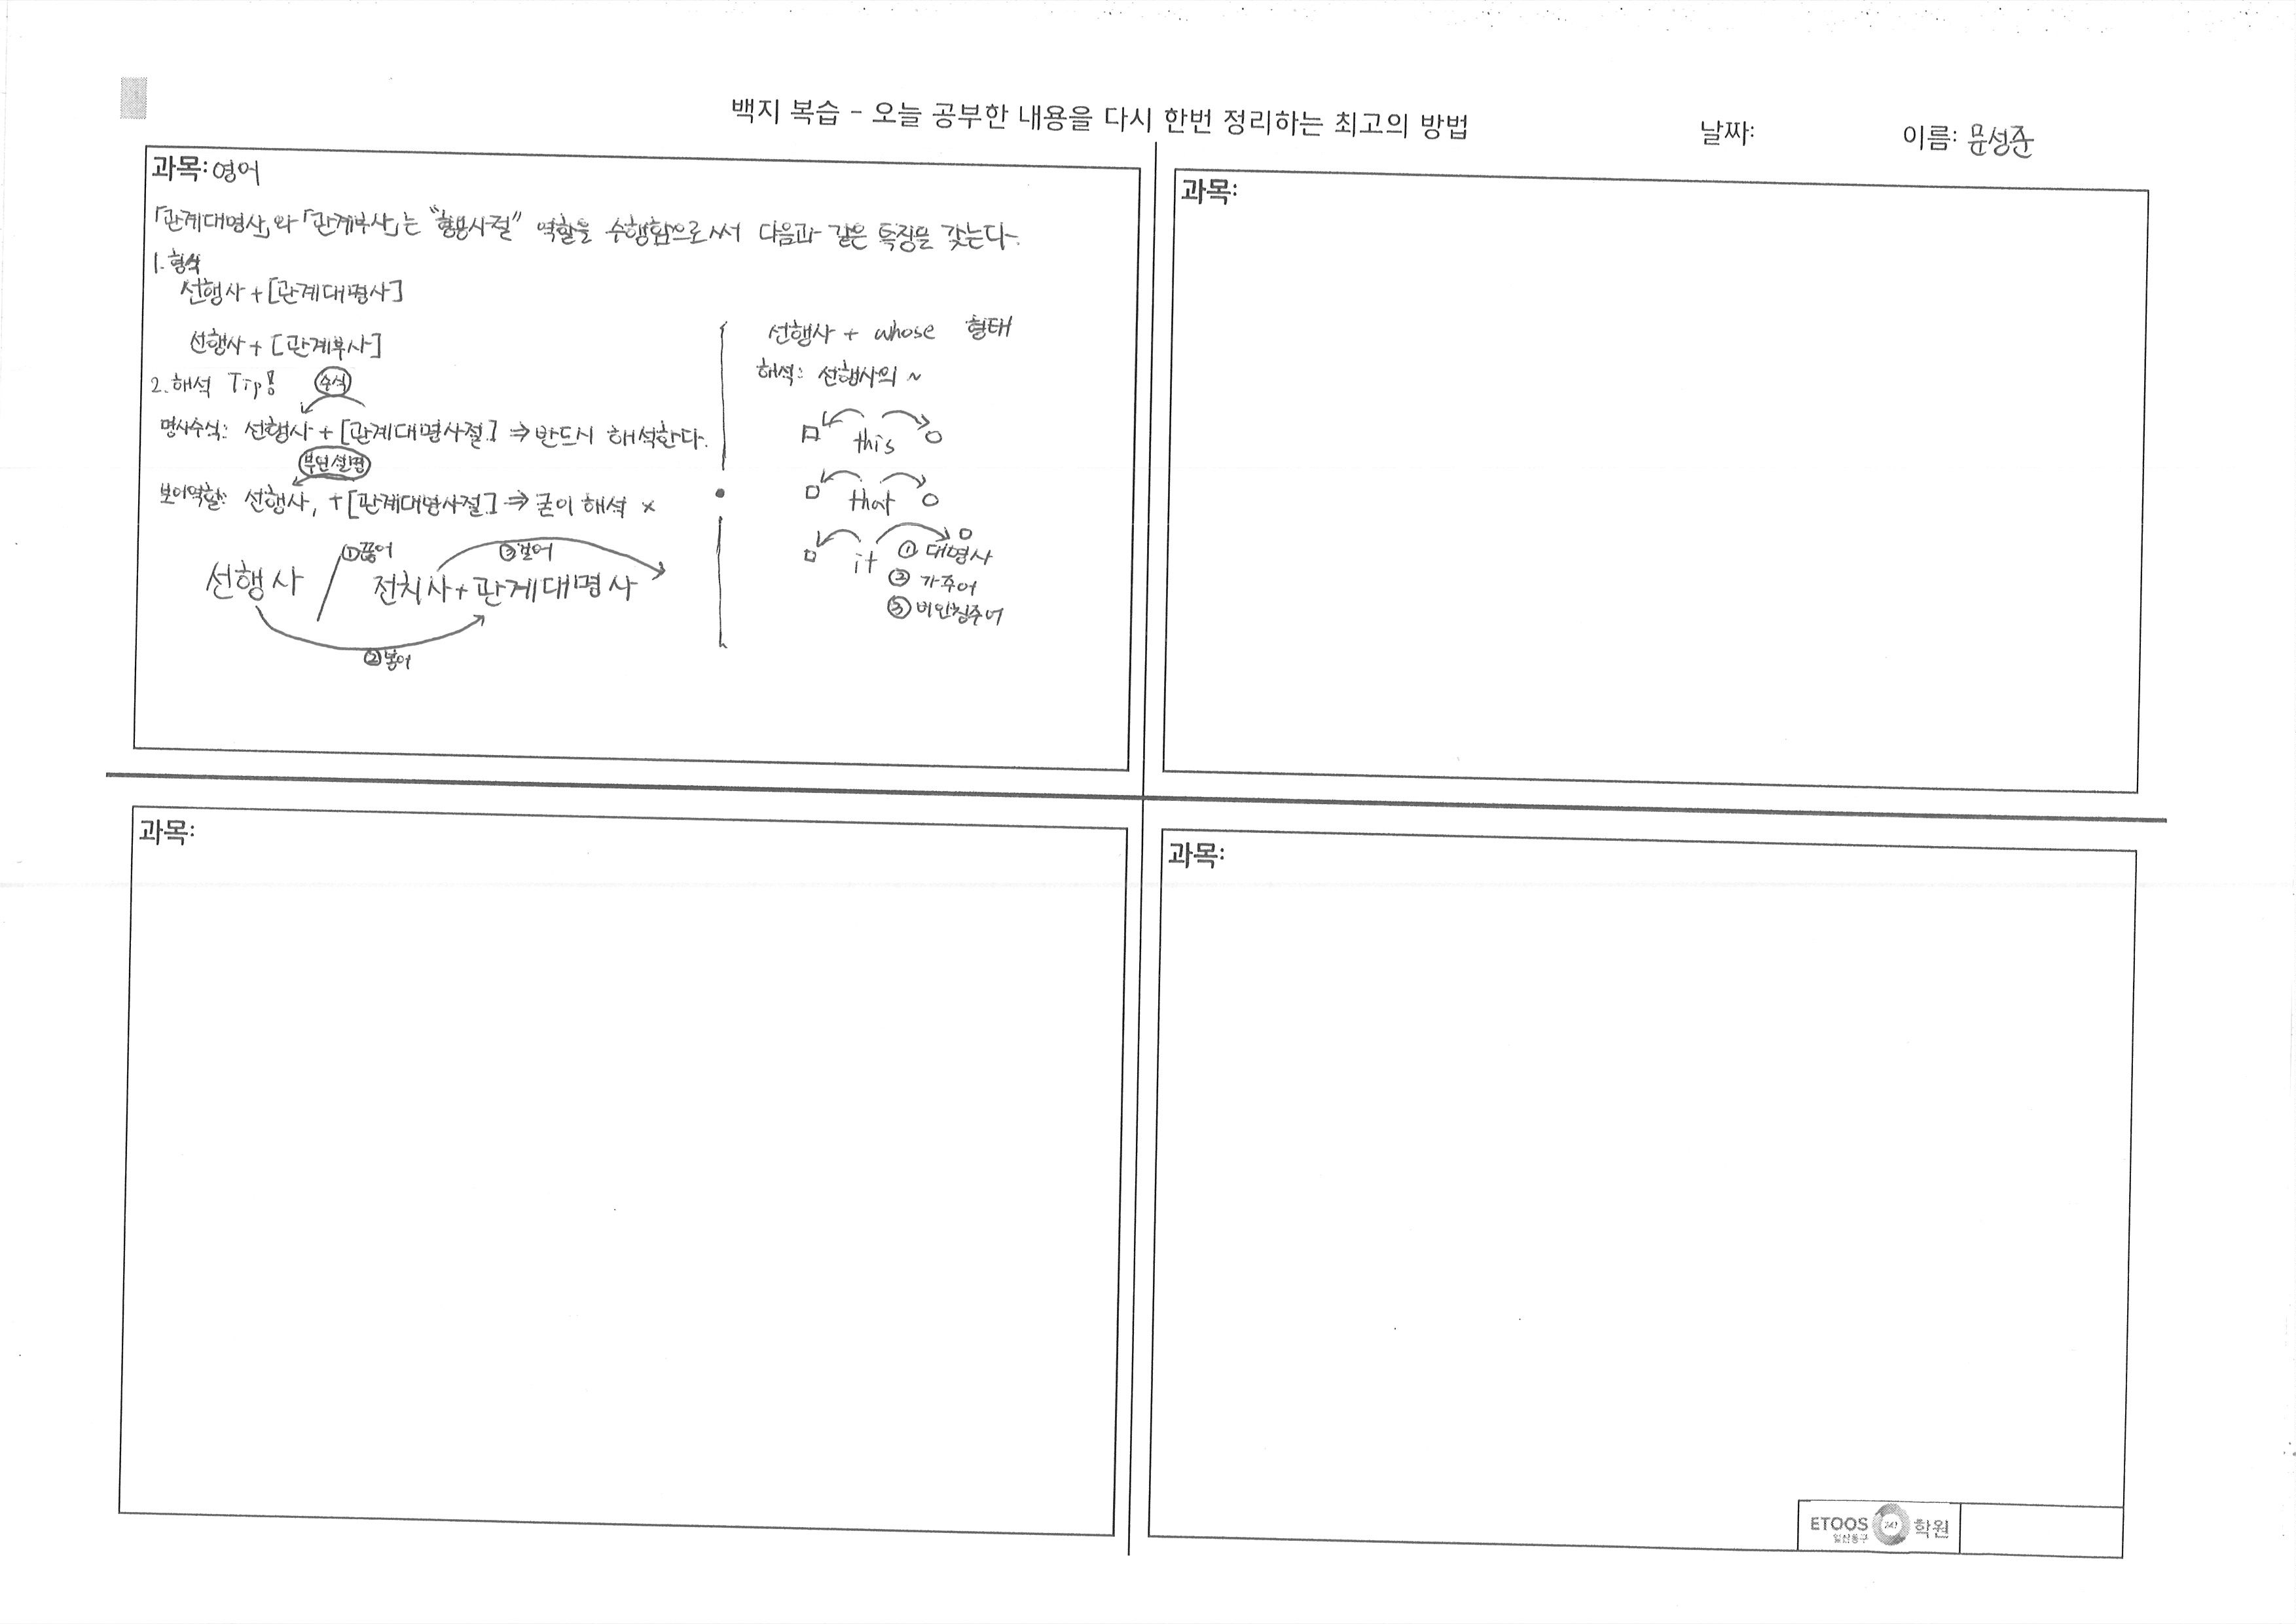 백지 복습 - 오늘 공부한 내용을 다시 한번 정리하는 최고의 방법
날짜:
이름: 문성준
과목: 영어
「관계대명사」와 「관계부사」는 "형용사절" 역할을 수행함으로써 다음과 같은 특징을 갖는다.
1. 형식
선행사 + [관계대명사]
선행사 + [관계부사]
2. 해석 Tip!
수식
명사수식: 선행사 + [관계대명사절] ⇒ 반드시 해석한다.
부연설명
보어역할: 선행사, + [관계대명사절] ⇒ 굳이 해석 ×
①끊어
③걸어
선행사 / 전치사 + 관계대명사
②붙어
선행사 + whose 형태
해석: 선행사의 ~
□ this ○
□ that ○
□ it ○
① 대명사
② 가주어
③ 비인칭주어
과목:
과목:
과목:
ETOOS 247 학원
일산동구